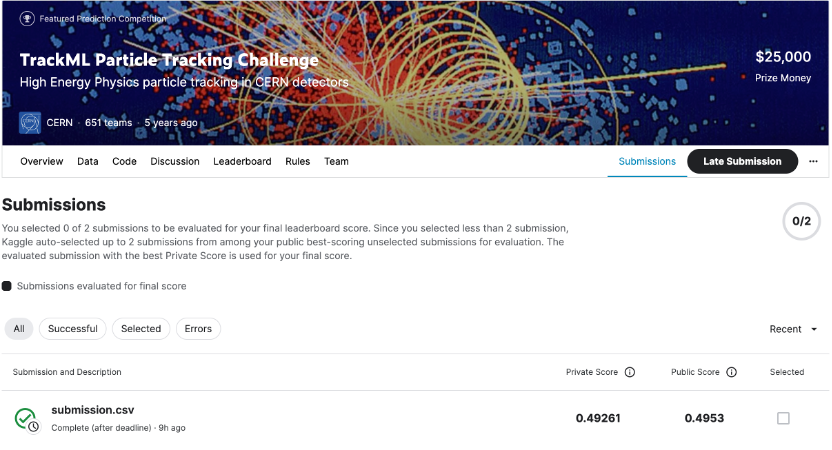 Featured Prediction Competition
TrackML Particle Tracking Challenge
High Energy Physics particle tracking in CERN detectors
$25,000
Prize Money
CERN · 651 teams · 5 years ago
Overview Data Code Discussion Leaderboard Rules Team Submissions Late Submission ···
Submissions
0/2
You selected 0 of 2 submissions to be evaluated for your final leaderboard score. Since you selected less than 2 submission,
Kaggle auto-selected up to 2 submissions from among your public best-scoring unselected submissions for evaluation. The
evaluated submission with the best Private Score is used for your final score.
Submissions evaluated for final score
All Successful Selected Errors Recent
Submission and Description Private Score Public Score Selected
submission.csv 0.49261 0.4953
Complete (after deadline) · 9h ago